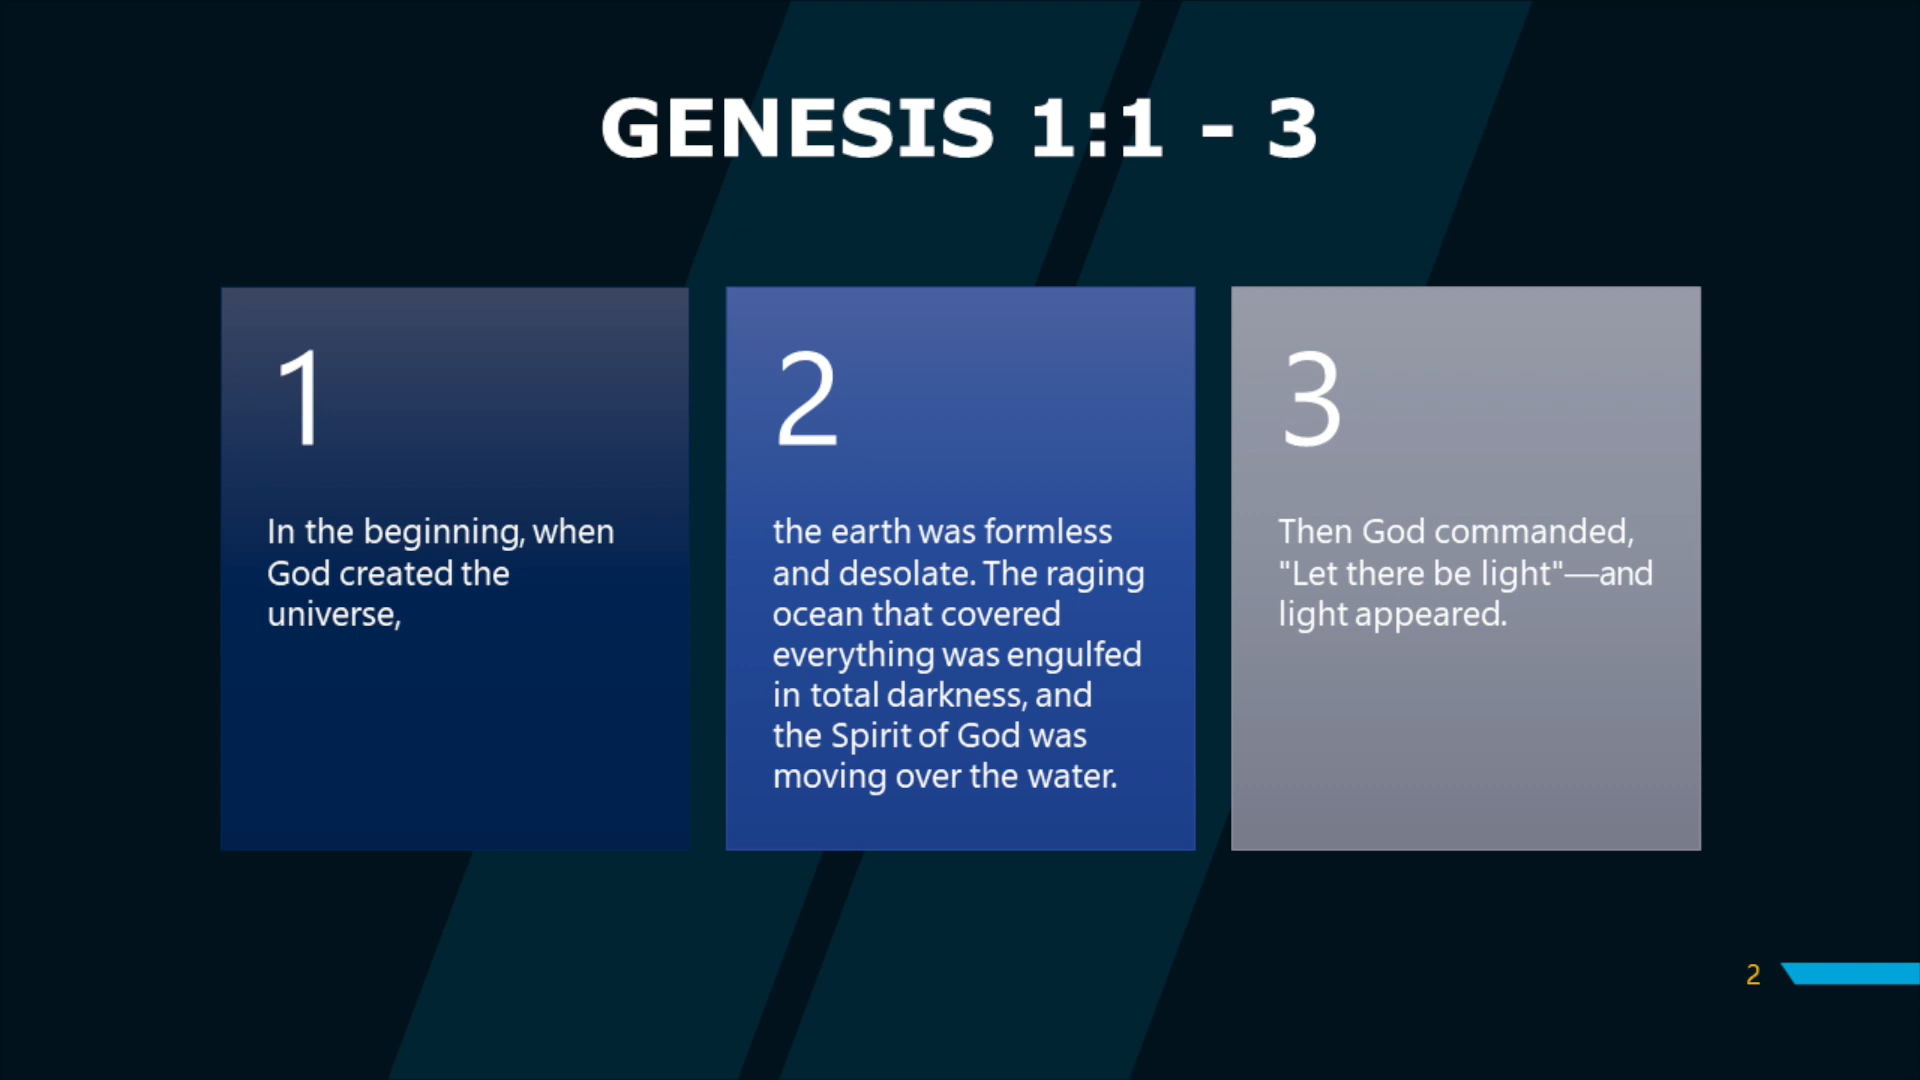 GENESIS 1:1 - 3
1
In the beginning, when
God created the
universe,
2
the earth was formless
and desolate. The raging
ocean that covered
everything was engulfed
in total darkness, and
the Spirit of God was
moving over the water.
3
Then God commanded,
"Let there be light"—and
light appeared.
2